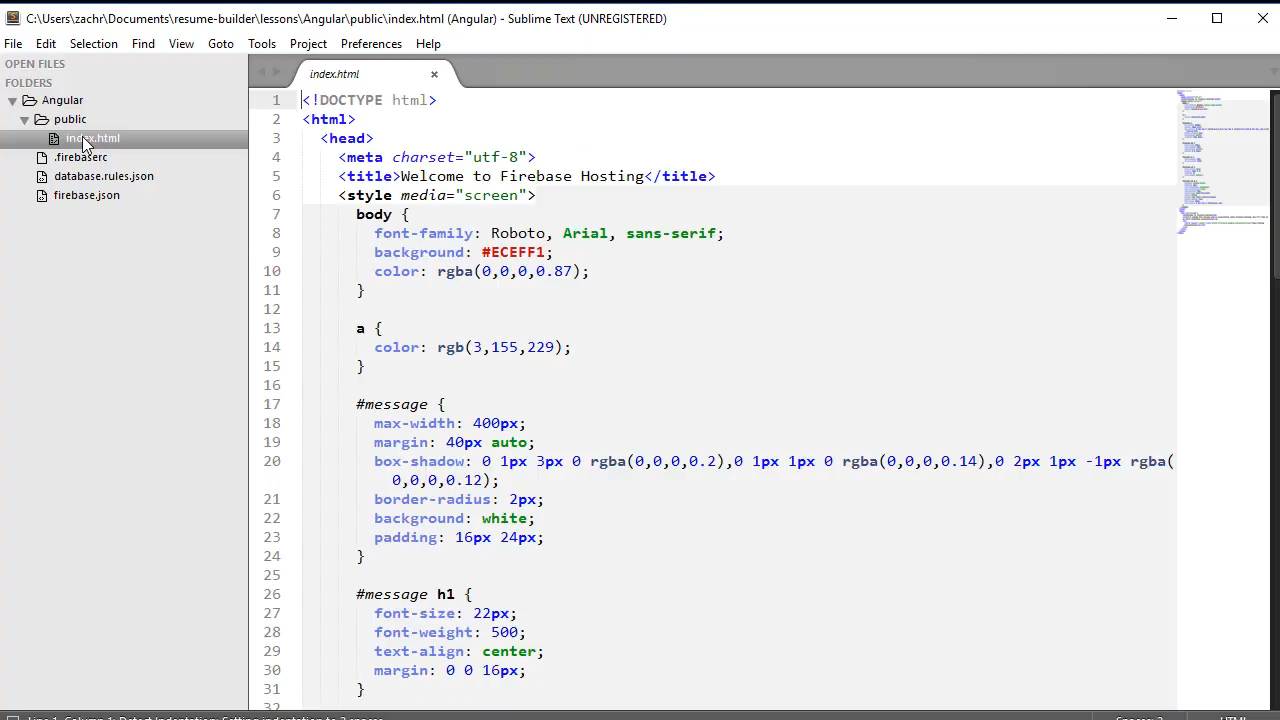 C:\Users\zachr\Documents\resume-builder\lessons\Angular\public\index.html (Angular) - Sublime Text (UNREGISTERED)
File Edit Selection Find View Goto Tools Project Preferences Help
OPEN FILES
FOLDERS
Angular
public
index.html
.firebaserc
database.rules.json
firebase.json
index.html
1 <!DOCTYPE html>
2 <html>
3 <head>
4 <meta charset="utf-8">
5 <title>Welcome to Firebase Hosting</title>
6 <style media="screen">
7 body {
8 font-family: Roboto, Arial, sans-serif;
9 background: #ECEFF1;
10 color: rgba(0,0,0,0.87);
11 }
12
13 a {
14 color: rgb(3,155,229);
15 }
16
17 #message {
18 max-width: 400px;
19 margin: 40px auto;
20 box-shadow: 0 1px 3px 0 rgba(0,0,0,0.2),0 1px 1px 0 rgba(0,0,0,0.14),0 2px 1px -1px rgba(
0,0,0,0.12);
21 border-radius: 2px;
22 background: white;
23 padding: 16px 24px;
24 }
25
26 #message h1 {
27 font-size: 22px;
28 font-weight: 500;
29 text-align: center;
30 margin: 0 0 16px;
31 }
32